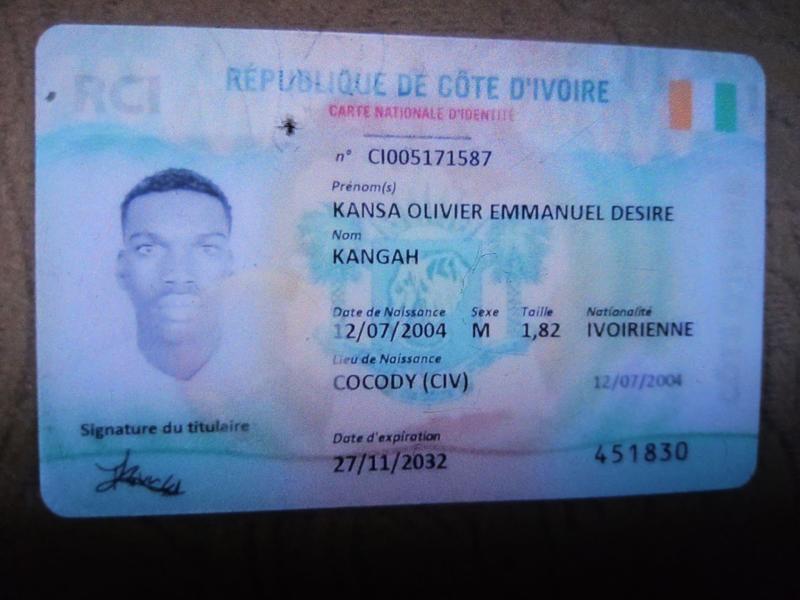 RCI
RÉPUBLIQUE DE CÔTE D'IVOIRE
CARTE NATIONALE D'IDENTITÉ
n° CI005171587
Prénom(s)
KANSA OLIVIER EMMANUEL DESIRE
Nom
KANGAH
Date de Naissance Sexe Taille Nationalité
12/07/2004 M 1,82 IVOIRIENNE
Lieu de Naissance
COCODY (CIV) 12/07/2004
Signature du titulaire
Date d'expiration
27/11/2032 451830